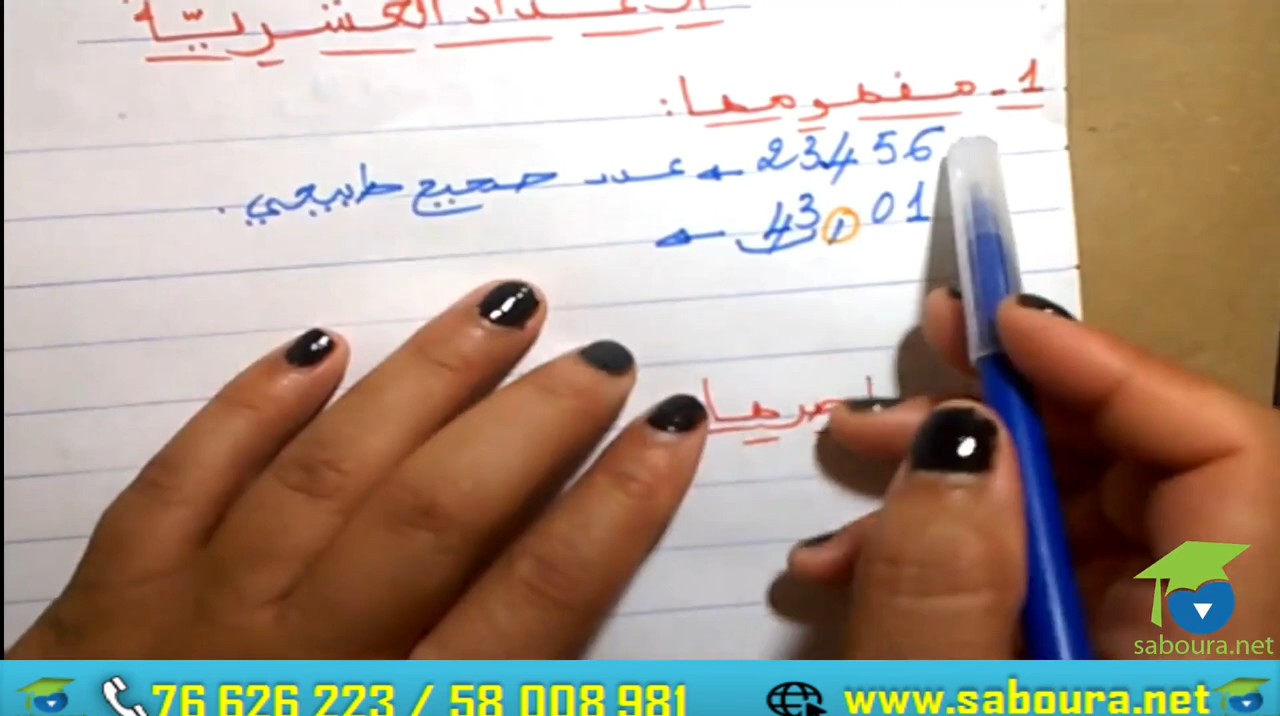 الأعداد العشرية
1 - مفهومها :
23456 ← عدد صحيح طبيعي .
43,01 ←
saboura.net
76 626 223 / 58 008 981
www.saboura.net